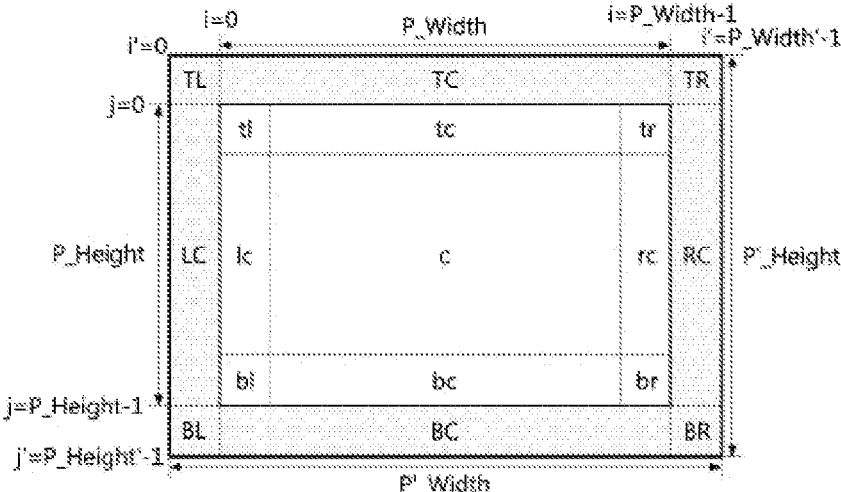 i=0 P_Width i=P_Width-1
i'=0 i'=P_Width'-1
TL TC TR
j=0
tl tc tr
P_Height LC lc c rc RC P'_Height
bl bc br
j=P_Height-1
BL BC BR
j'=P_Height'-1
P'_Width